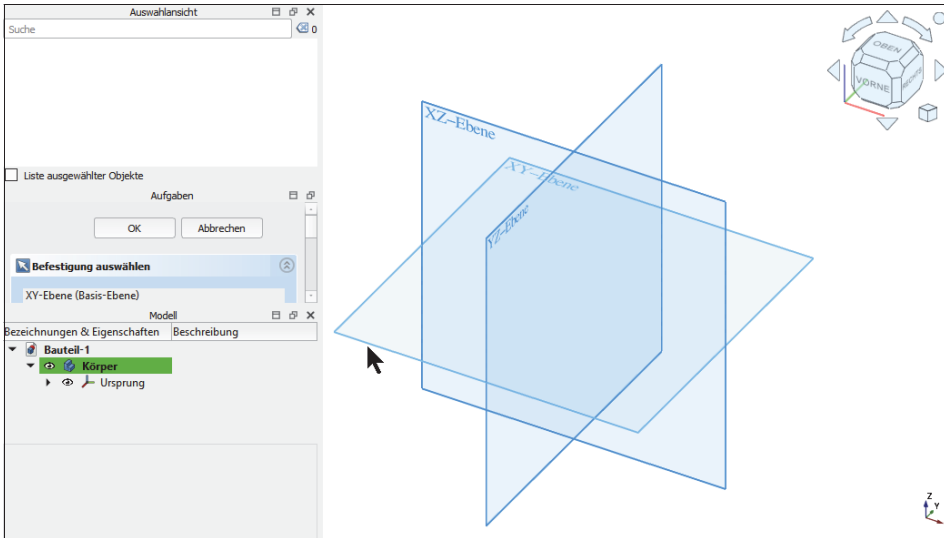 Auswahlansicht
Suche
0
Liste ausgewählter Objekte
Aufgaben
OK
Abbrechen
Befestigung auswählen
XY-Ebene (Basis-Ebene)
Modell
Bezeichnungen & Eigenschaften
Beschreibung
Bauteil-1
Körper
Ursprung
XZ-Ebene
XY-Ebene
YZ-Ebene
OBEN
VORNE
RECHTS
Z
Y